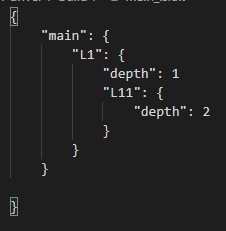 {
"main": {
"L1": {
"depth": 1
"L11": {
"depth": 2
}
}
}
}